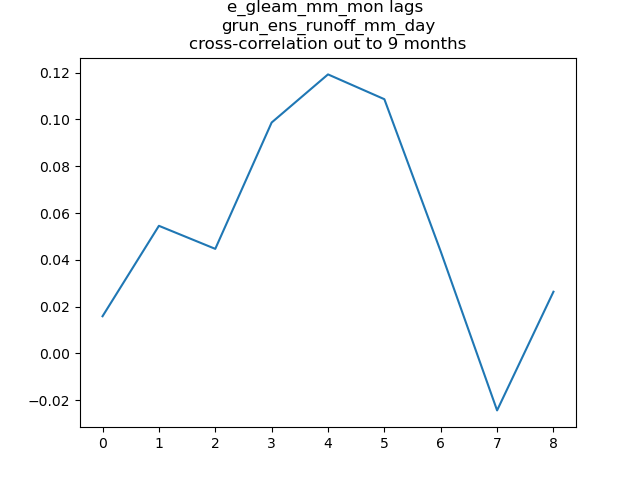 e_gleam_mm_mon lags
grun_ens_runoff_mm_day
cross-correlation out to 9 months
0.12
0.10
0.08
0.06
0.04
0.02
0.00
−0.02
0 1 2 3 4 5 6 7 8